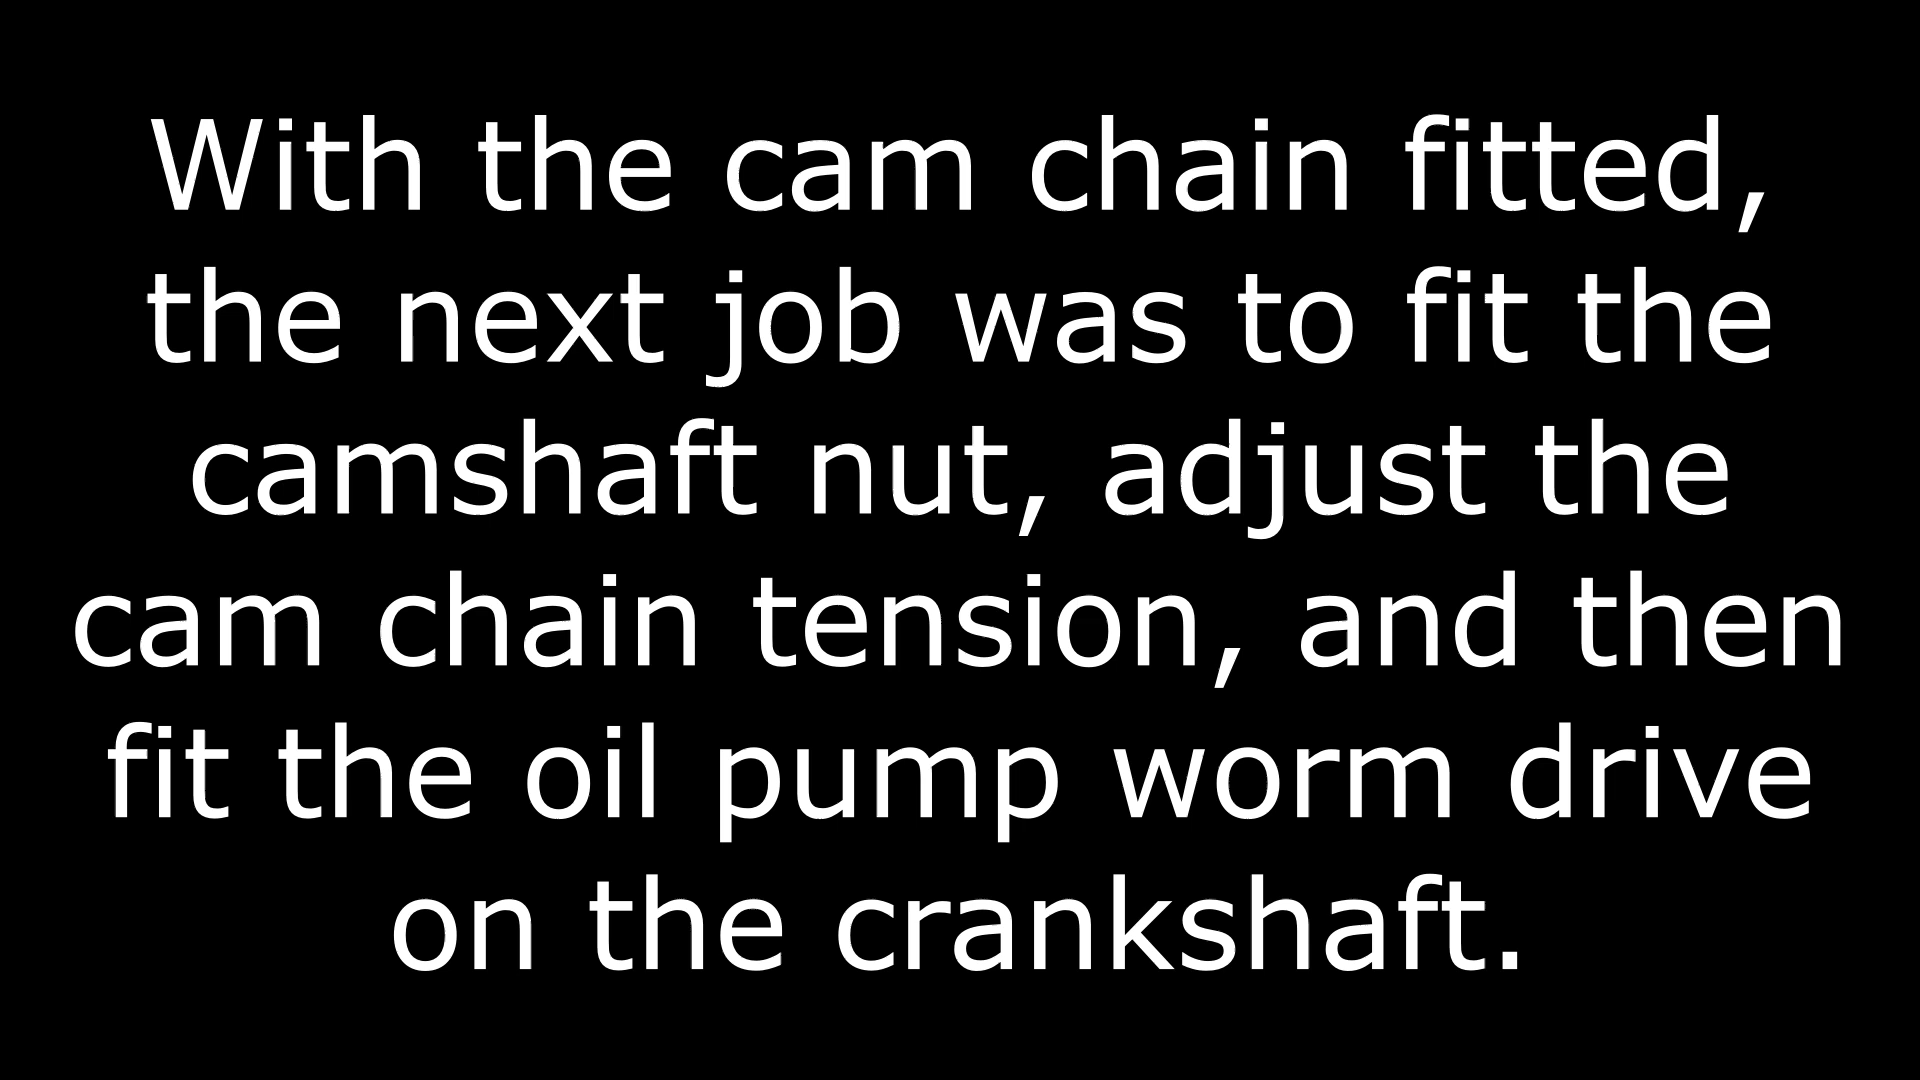 With the cam chain fitted,
the next job was to fit the
camshaft nut, adjust the
cam chain tension, and then
fit the oil pump worm drive
on the crankshaft.